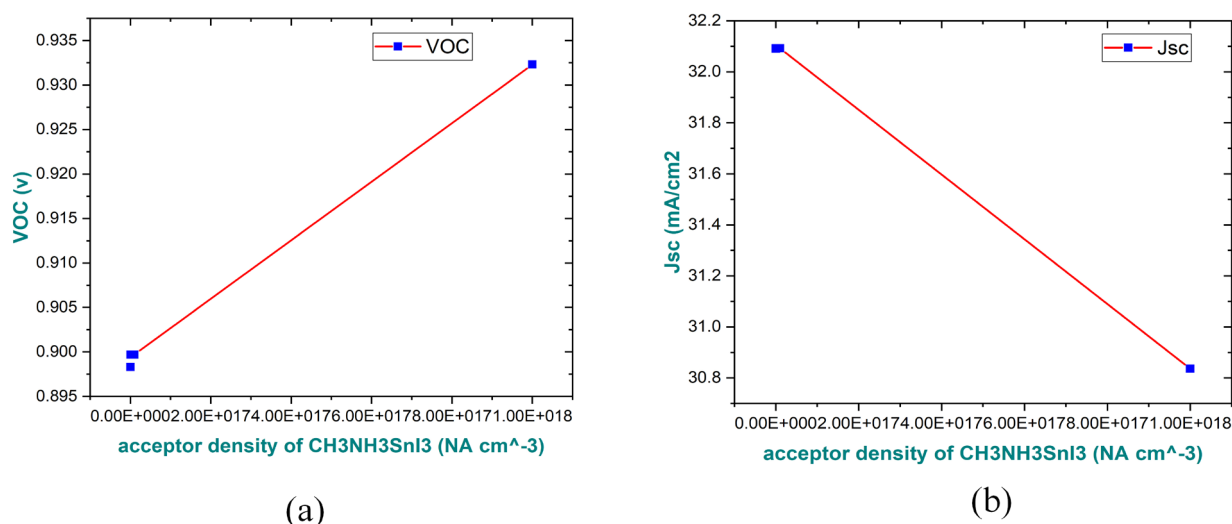 VOC
0.935
0.930
0.925
0.920
0.915
0.910
0.905
0.900
0.895
VOC (v)
0.00E+0002.00E+0174.00E+0176.00E+0178.00E+0171.00E+018
acceptor density of CH3NH3SnI3 (NA cm^-3)
(a)
Jsc
32.2
32.0
31.8
31.6
31.4
31.2
31.0
30.8
Jsc (mA/cm2
0.00E+0002.00E+0174.00E+0176.00E+0178.00E+0171.00E+018
acceptor density of CH3NH3SnI3 (NA cm^-3)
(b)